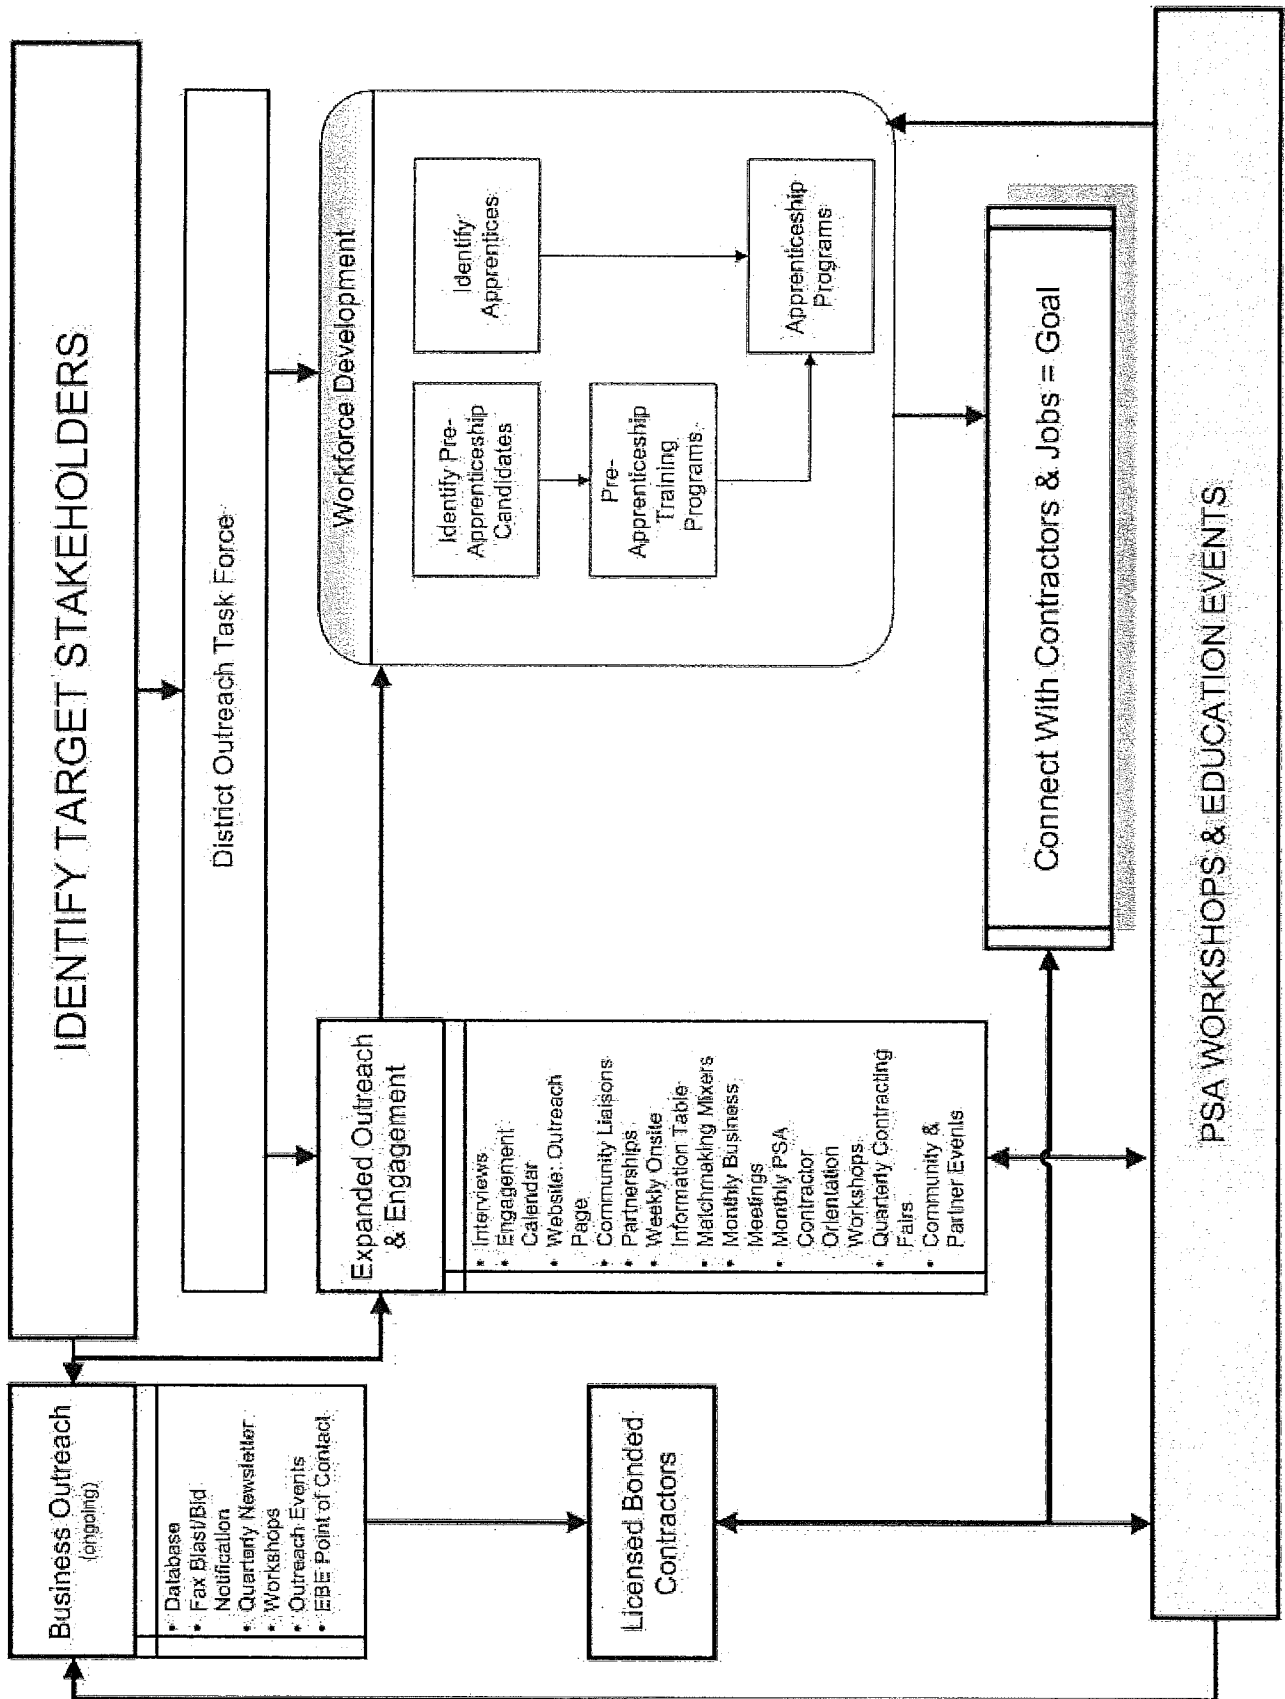 IDENTIFY TARGET STAKEHOLDERS
District Outreach Task Force
Business Outreach
(ongoing)
• Database
• Fax Blast/Bid
Notification
• Quarterly Newsletter
• Workshops
• Outreach Events
• EBE Point of Contact
Expanded Outreach
& Engagement
• Interviews
• Engagement
Calendar
• Website: Outreach
Page
• Community Liaisons
• Partnerships
• Weekly Onsite
Information Table
• Matchmaking Mixers
• Monthly Business
Meetings
• Monthly PSA
Contractor
Orientation
Workshops
• Quarterly Contracting
Fairs
• Community &
Partner Events
Workforce Development
Identify Pre-
Apprenticeship
Candidates
Identify
Apprentices
Pre-
Apprenticeship
Training
Programs
Apprenticeship
Programs
Licensed Bonded
Contractors
Connect With Contractors & Jobs = Goal
PSA WORKSHOPS & EDUCATION EVENTS